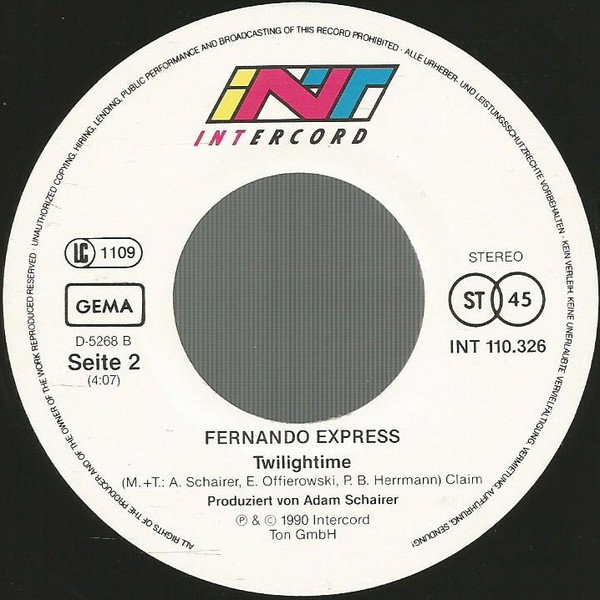 ALL RIGHTS OF THE PRODUCER AND OF THE OWNER OF THE WORK REPRODUCED RESERVED · UNAUTHORIZED COPYING, HIRING, LENDING, PUBLIC PERFORMANCE AND BROADCASTING OF THIS RECORD PROHIBITED · ALLE URHEBER- UND LEISTUNGSSCHUTZRECHTE VORBEHALTEN · KEIN VERLEIH, KEINE UNERLAUBTE VERVIELFÄLTIGUNG, VERMIETUNG, AUFFÜHRUNG, SENDUNG!
INT
INTERCORD
LC 1109
GEMA
D-5268 B
Seite 2
(4:07)
STEREO
ST 45
INT 110.326
FERNANDO EXPRESS
Twilightime
(M. +T.: A. Schairer, E. Offierowski, P. B. Herrmann) Claim
Produziert von Adam Schairer
℗ & © 1990 Intercord
Ton GmbH